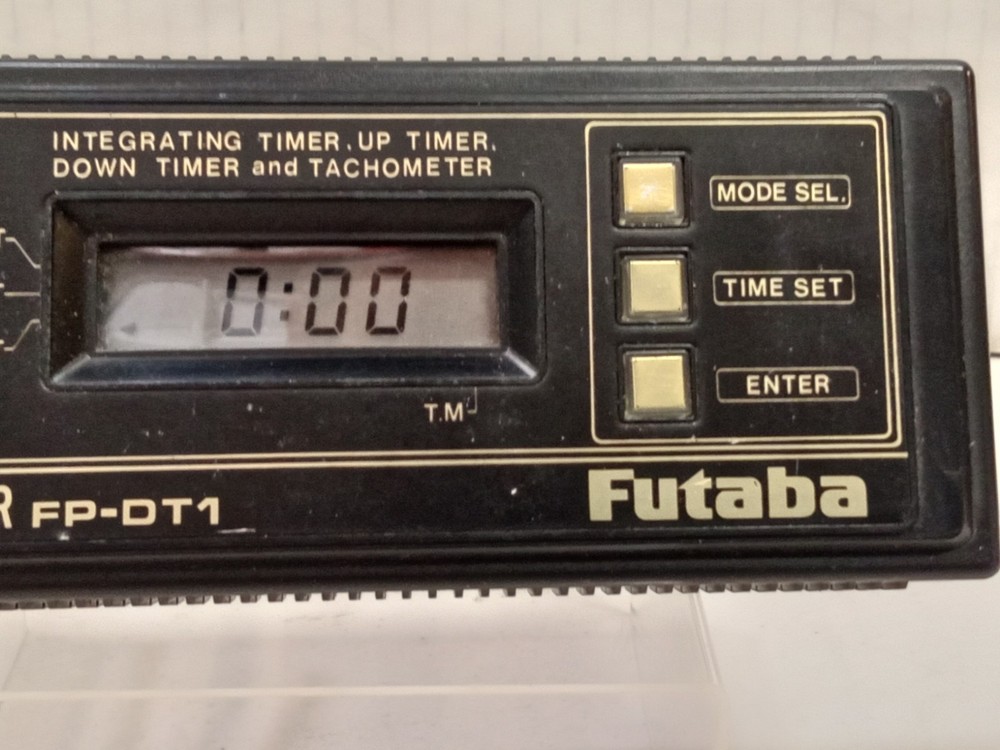 INTEGRATING TIMER, UP TIMER,
DOWN TIMER and TACHOMETER
MODE SEL.
TIME SET
0:00
ENTER
T.M
R FP-DT1
Futaba